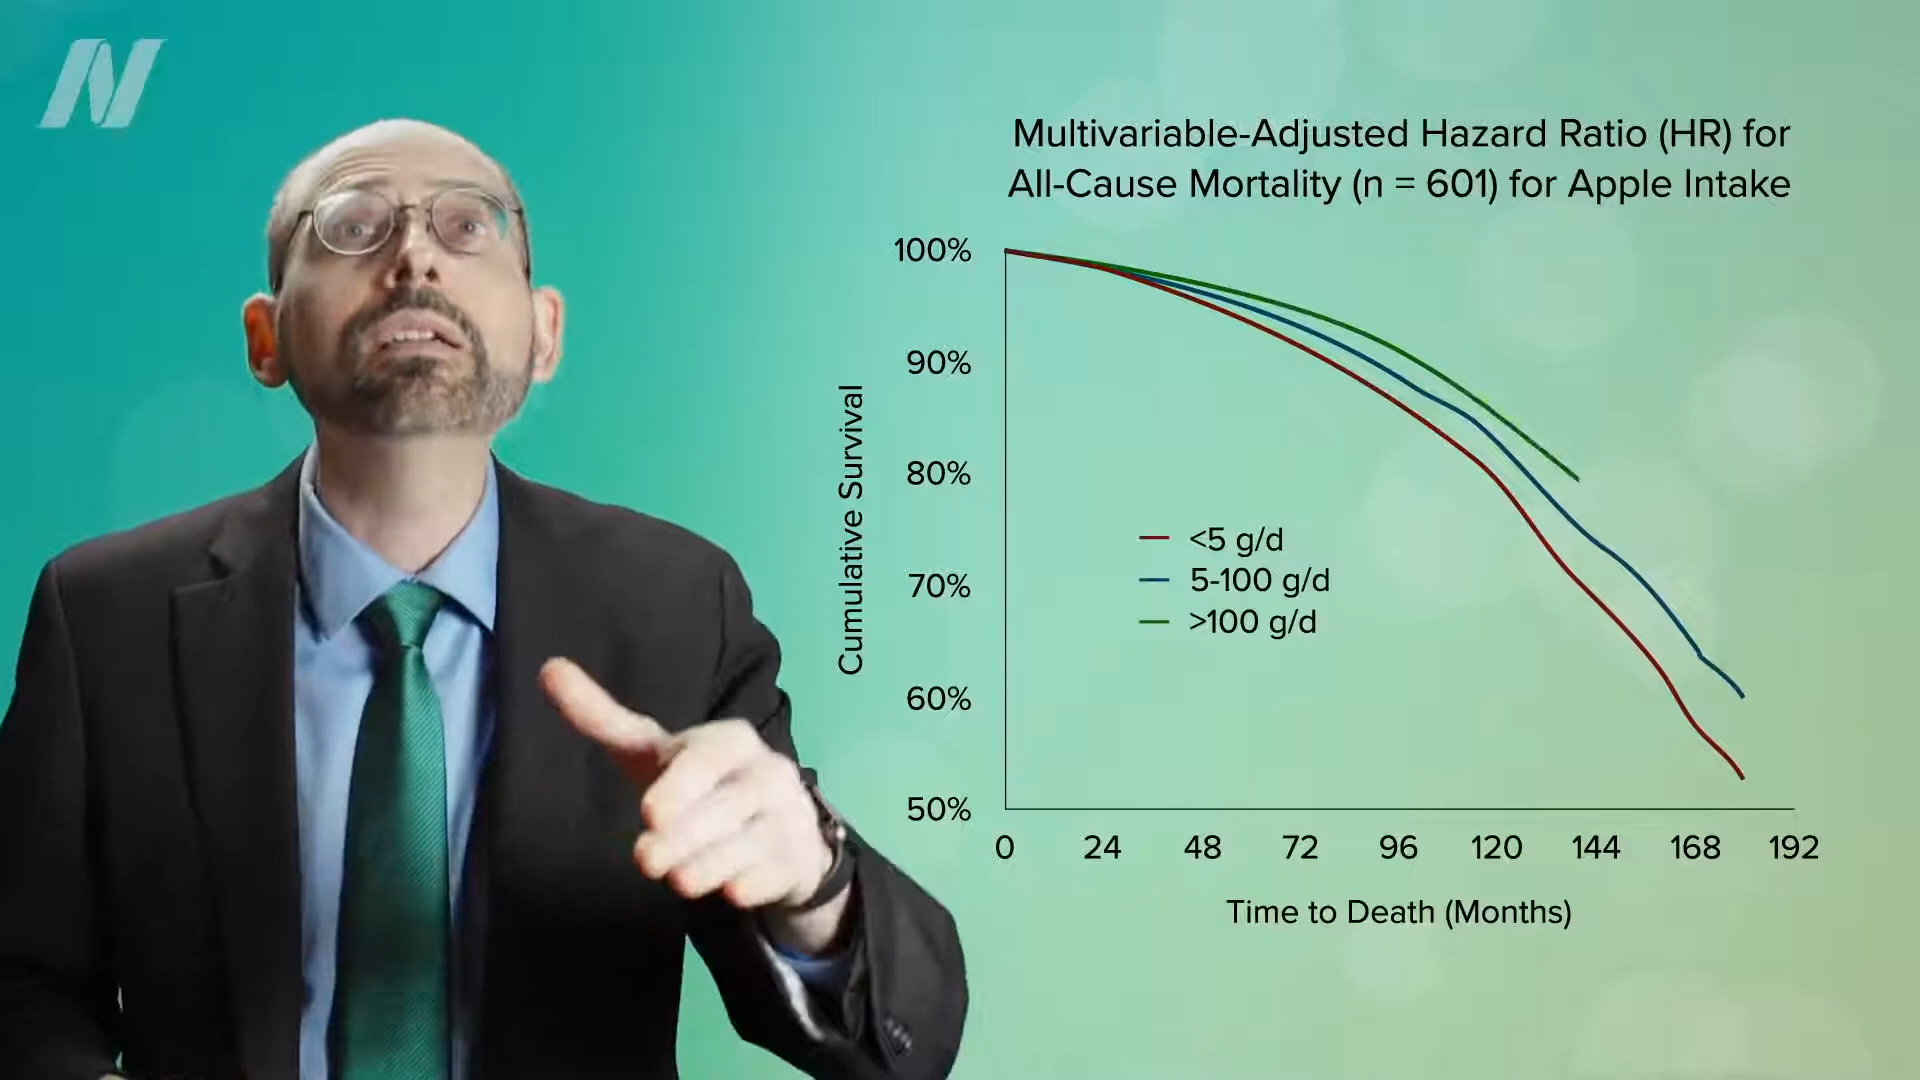 Multivariable-Adjusted Hazard Ratio (HR) for
All-Cause Mortality (n = 601) for Apple Intake
100%
90%
80%
70%
60%
50%
Cumulative Survival
<5 g/d
5-100 g/d
>100 g/d
0 24 48 72 96 120 144 168 192
Time to Death (Months)